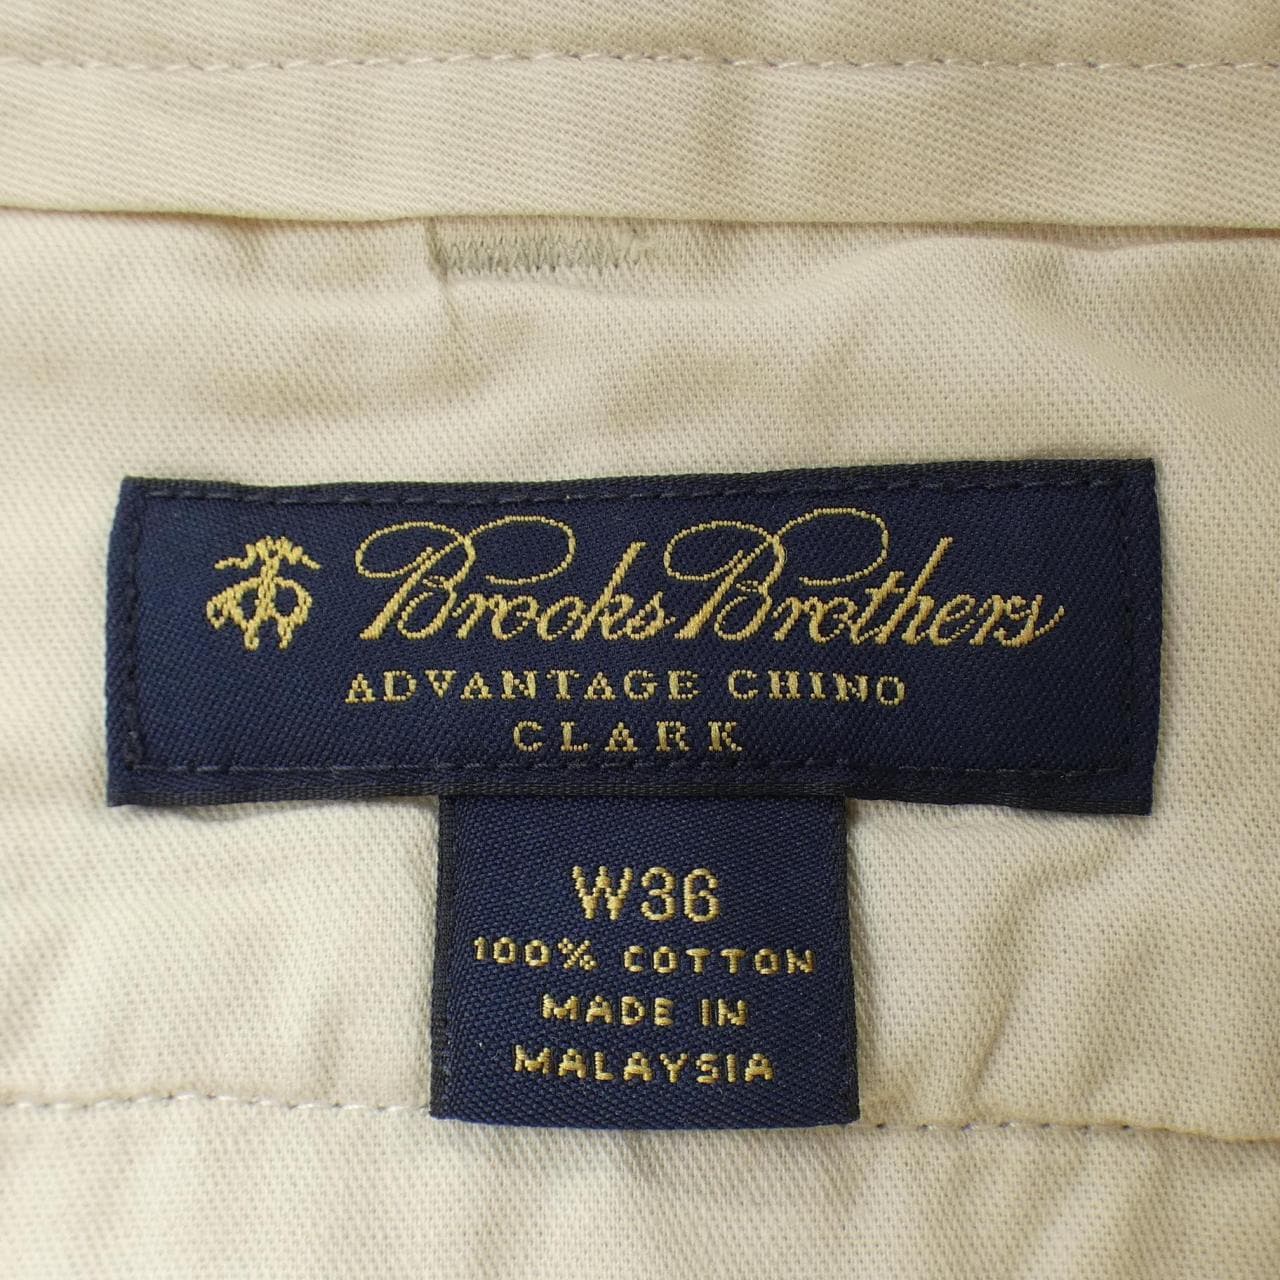 Brooks Brothers
ADVANTAGE CHINO
CLARK
W36
100% COTTON
MADE IN
MALAYSIA